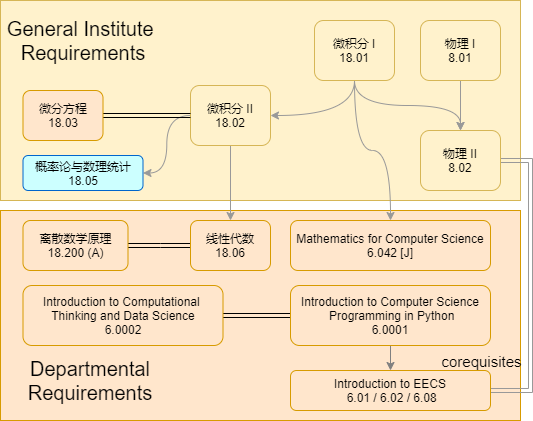 General Institute
Requirements
微积分 I
18.01
物理 I
8.01
微分方程
18.03
微积分 II
18.02
物理 II
8.02
概率论与数理统计
18.05
离散数学原理
18.200 (A)
线性代数
18.06
Mathematics for Computer Science
6.042 [J]
Introduction to Computational
Thinking and Data Science
6.0002
Introduction to Computer Science
Programming in Python
6.0001
Departmental
Requirements
corequisites
Introduction to EECS
6.01 / 6.02 / 6.08